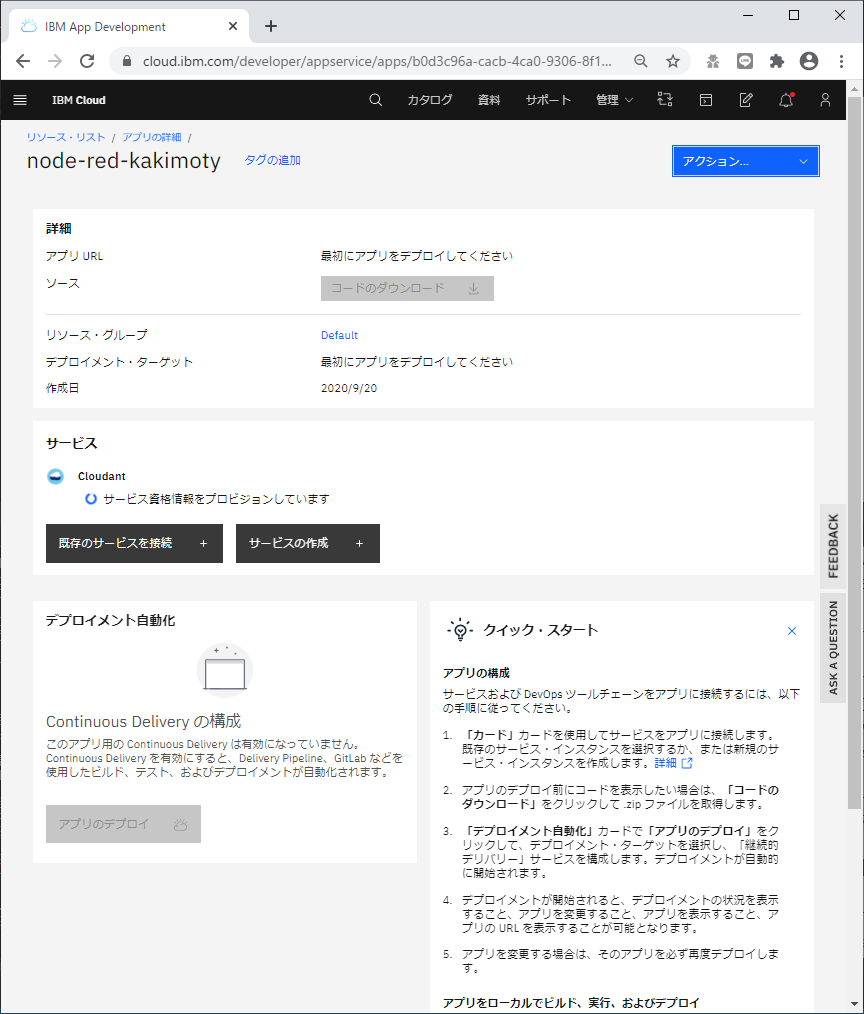 IBM App Development
cloud.ibm.com/developer/appservice/apps/b0d3c96a-cacb-4ca0-9306-8f1...
IBM Cloud
カタログ 資料 サポート 管理
リソース・リスト / アプリの詳細 /
node-red-kakimoty タグの追加
アクション...
詳細
アプリ URL 最初にアプリをデプロイしてください
ソース コードのダウンロード
リソース・グループ Default
デプロイメント・ターゲット 最初にアプリをデプロイしてください
作成日 2020/9/20
サービス
Cloudant
サービス資格情報をプロビジョンしています
既存のサービスを接続 +
サービスの作成 +
FEEDBACK
ASK A QUESTION
デプロイメント自動化
Continuous Delivery の構成
このアプリ用の Continuous Delivery は有効になっていません。
Continuous Delivery を有効にすると、Delivery Pipeline、GitLab などを
使用したビルド、テスト、およびデプロイメントが自動化されます。
アプリのデプロイ
クイック・スタート
アプリの構成
サービスおよび DevOps ツールチェーンをアプリに接続するには、以下
の手順に従ってください。
1. 「カード」カードを使用してサービスをアプリに接続します。
既存のサービス・インスタンスを選択するか、または新規のサ
ービス・インスタンスを作成します。詳細
2. アプリのデプロイ前にコードを表示したい場合は、「コードの
ダウンロード」をクリックして .zip ファイルを取得します。
3. 「デプロイメント自動化」カードで「アプリのデプロイ」をク
リックして、デプロイメント・ターゲットを選択し、「継続的
デリバリー」サービスを構成します。デプロイメントが自動的
に開始されます。
4. デプロイメントが開始されると、デプロイメントの状況を表示
すること、アプリを変更すること、アプリを表示すること、ア
プリの URL を表示することが可能となります。
5. アプリを変更する場合は、そのアプリを必ず再度デプロイしま
す。
アプリをローカルでビルド、実行、およびデプロイ